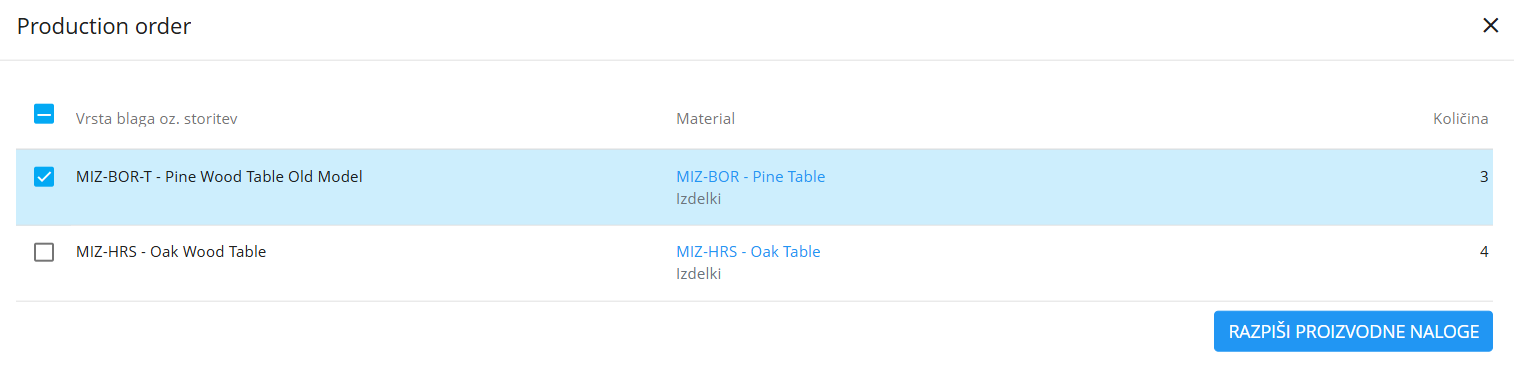 Production order
Vrsta blaga oz. storitev Material Količina
MIZ-BOR-T - Pine Wood Table Old Model MIZ-BOR - Pine Table 3
Izdelki
MIZ-HRS - Oak Wood Table MIZ-HRS - Oak Table 4
Izdelki
RAZPIŠI PROIZVODNE NALOGE